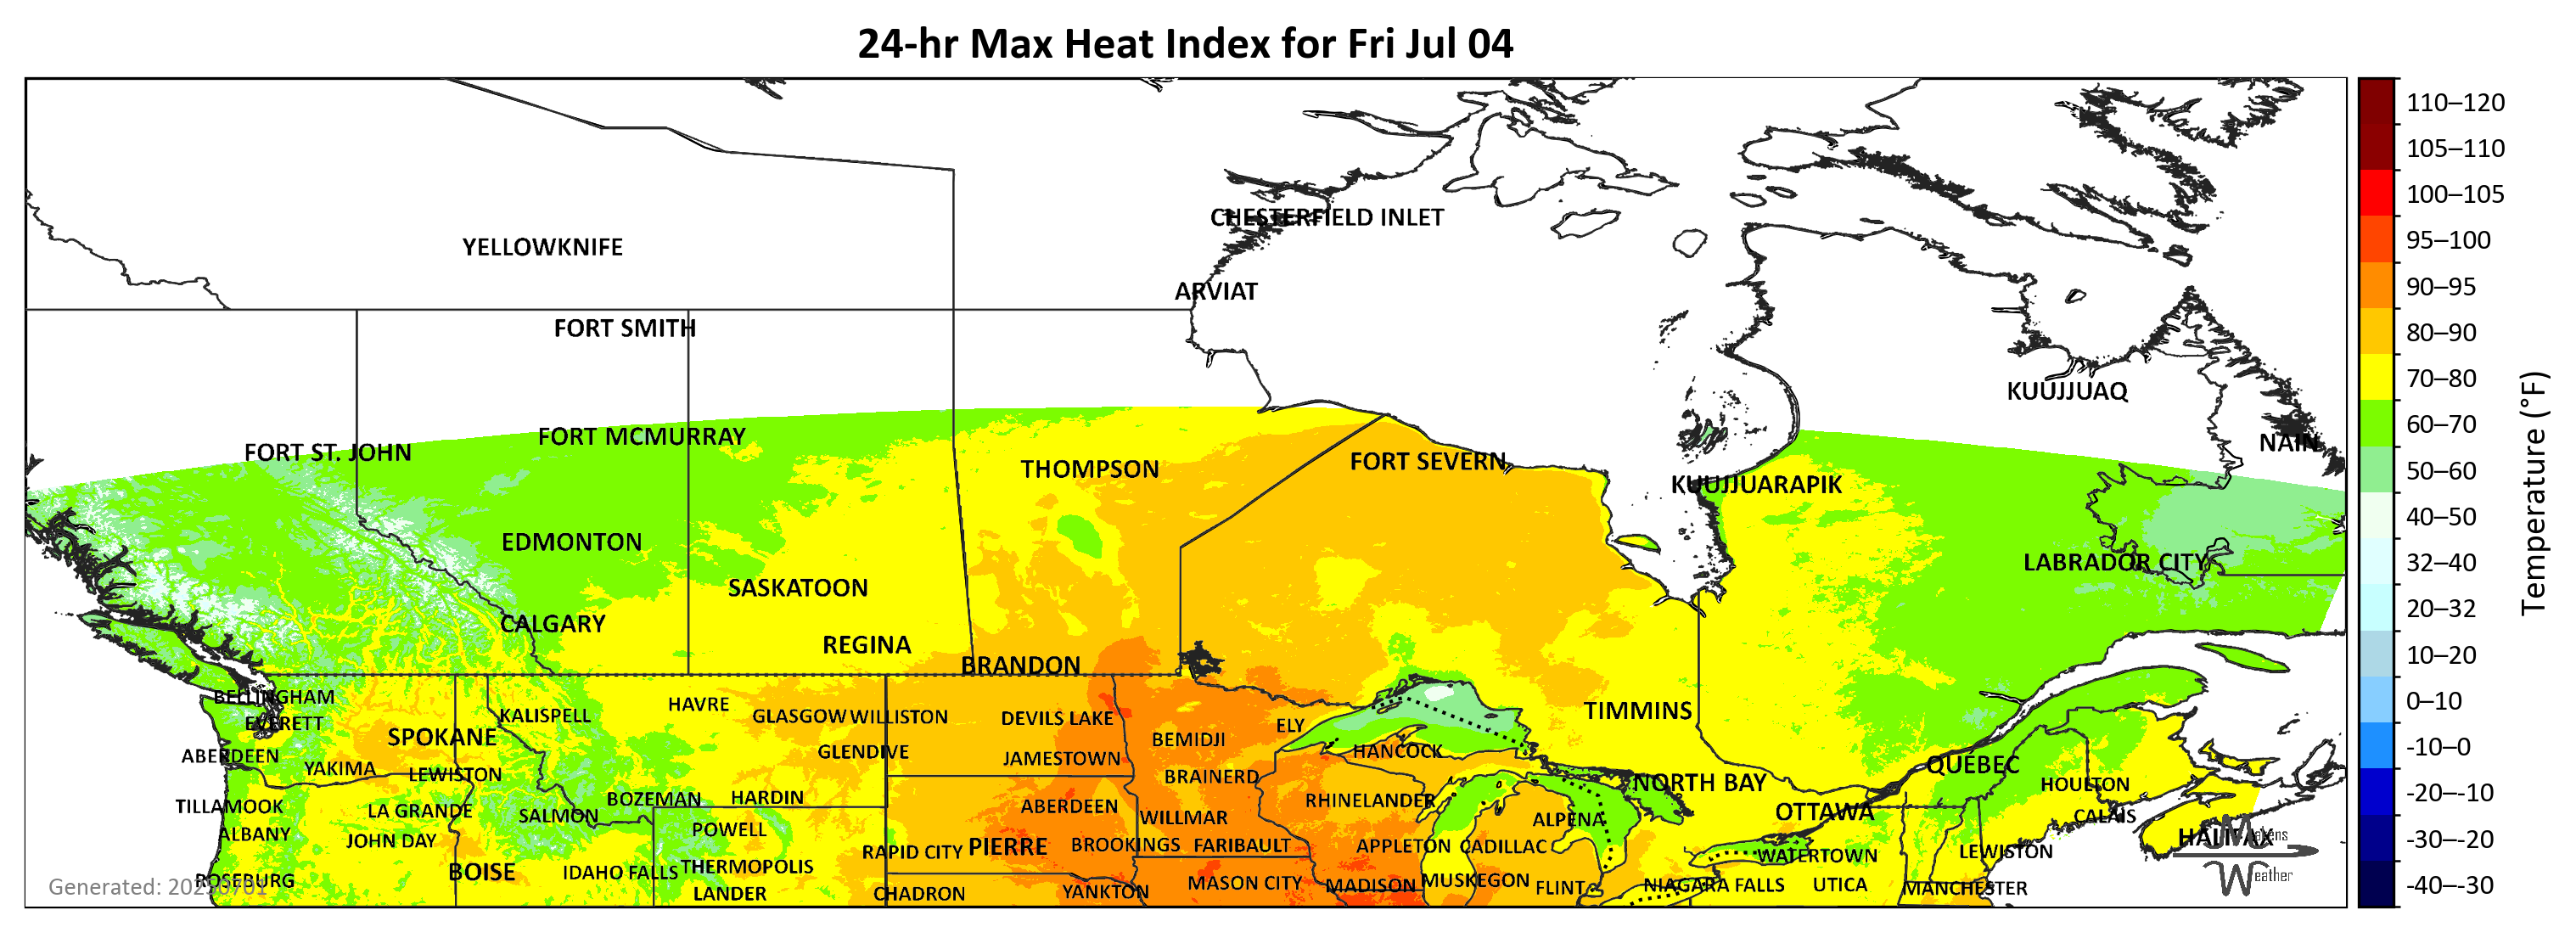 24-hr Max Heat Index for Fri Jul 04
CHESTERFIELD INLET
YELLOWKNIFE
ARVIAT
FORT SMITH
KUUJJUAQ
FORT MCMURRAY
NAIN
FORT ST. JOHN
THOMPSON
FORT SEVERN
KUUJJUARAPIK
EDMONTON
LABRADOR CITY
SASKATOON
CALGARY
REGINA
BRANDON
BELLINGHAM
HAVRE
KALISPELL
GLASGOW
WILLISTON
DEVILS LAKE
TIMMINS
EVERETT
ELY
SPOKANE
BEMIDJI
ABERDEEN
GLENDIVE
JAMESTOWN
HANCOCK
YAKIMA
LEWISTON
BRAINERD
QUÉBEC
NORTH BAY
HOULTON
TILLAMOOK
LA GRANDE
BOZEMAN
HARDIN
ABERDEEN
RHINELANDER
SALMON
WILLMAR
ALPENA
OTTAWA
CALAIS
ALBANY
JOHN DAY
POWELL
RAPID CITY
PIERRE
BROOKINGS
FARIBAULT
APPLETON
CADILLAC
WATERTOWN
LEWISTON
HALIFAX
Makens
Weather
BOISE
IDAHO FALLS
THERMOPOLIS
ROSEBURG
LANDER
CHADRON
YANKTON
MASON CITY
MADISON
MUSKEGON
FLINT
NIAGARA FALLS
UTICA
MANCHESTER
Generated: 20250701
110–120
105–110
100–105
95–100
90–95
80–90
70–80
60–70
50–60
40–50
32–40
20–32
10–20
0–10
-10–0
-20–-10
-30–-20
-40–-30
Temperature (°F)